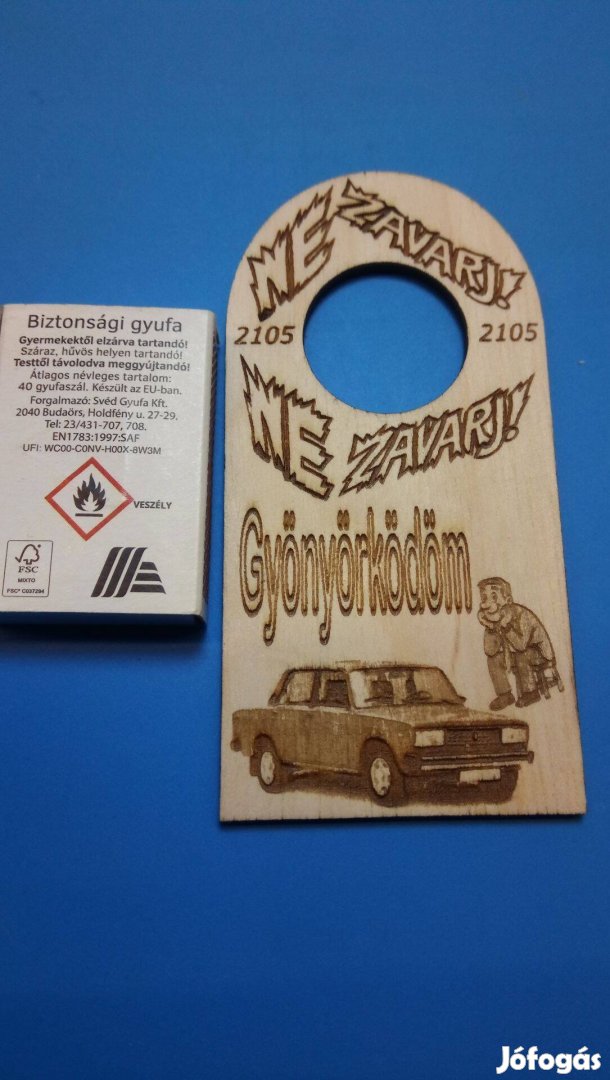 Biztonsági gyufa
Gyermekektől elzárva tartandó!
Száraz, hűvös helyen tartandó!
Testtől távolodva meggyújtandó!
Átlagos névleges tartalom:
40 gyufaszál. Készült az EU-ban.
Forgalmazó: Svéd Gyufa Kft.
2040 Budaörs, Holdfény u. 27-29.
Tel: 23/431-707, 708.
EN1783:1997:SAF
UFI: WC00-C0NV-H00X-8W3M
VESZÉLY
FSC
MIXTO
FSC® C037294
NE ZAVARJ!
2105 2105
NE ZAVARJ!
Gyönyörködöm
Jófogás